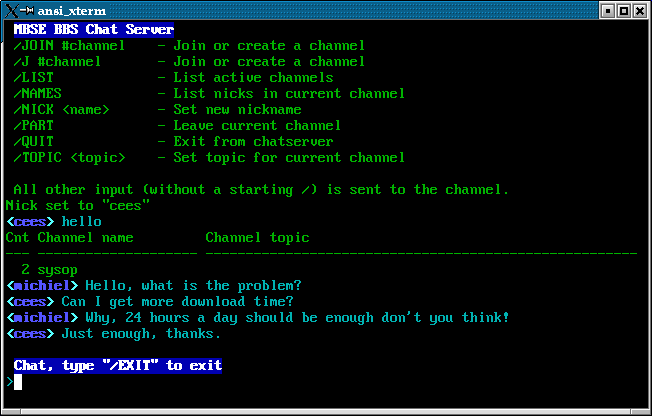 ansi_xterm
MBSE BBS Chat Server
/JOIN #channel    - Join or create a channel
/J #channel       - Join or create a channel
/LIST             - List active channels
/NAMES            - List nicks in current channel
/NICK <name>      - Set new nickname
/PART             - Leave current channel
/QUIT             - Exit from chatserver
/TOPIC <topic>    - Set topic for current channel
All other input (without a starting /) is sent to the channel.
Nick set to "cees"
<cees> hello
Cnt Channel name         Channel topic
--- -------------------- ------------------------------------------------------
  2 sysop
<michiel> Hello, what is the problem?
<cees> Can I get more download time?
<michiel> Why, 24 hours a day should be enough don't you think!
<cees> Just enough, thanks.
Chat, type "/EXIT" to exit
>